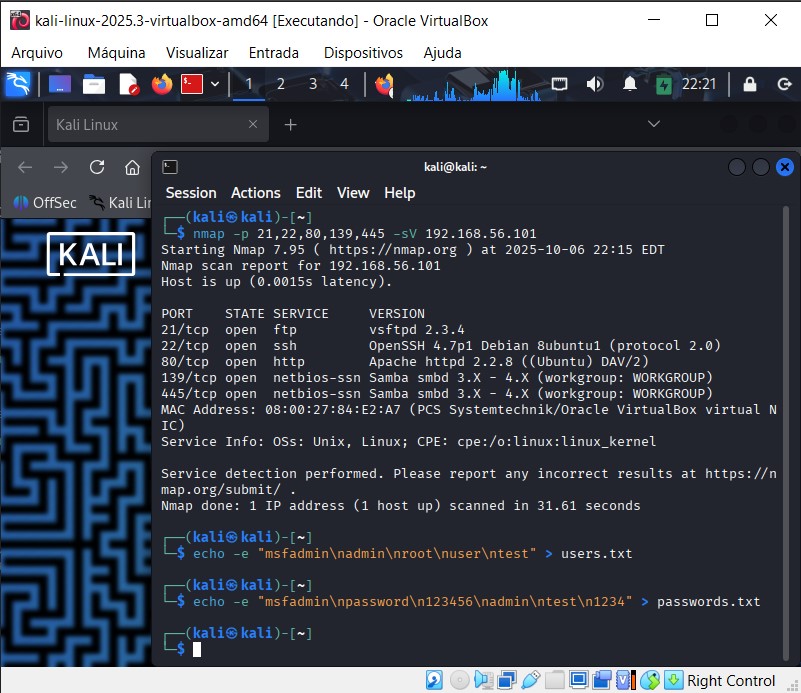 kali-linux-2025.3-virtualbox-amd64 [Executando] - Oracle VirtualBox
Arquivo Máquina Visualizar Entrada Dispositivos Ajuda
1 2 3 4 22:21
Kali Linux
kali@kali: ~
OffSec Kali Li
KALI
Session Actions Edit View Help
┌──(kali㉿kali)-[~]
└─$ nmap -p 21,22,80,139,445 -sV 192.168.56.101
Starting Nmap 7.95 ( https://nmap.org ) at 2025-10-06 22:15 EDT
Nmap scan report for 192.168.56.101
Host is up (0.0015s latency).
PORT STATE SERVICE VERSION
21/tcp open ftp vsftpd 2.3.4
22/tcp open ssh OpenSSH 4.7p1 Debian 8ubuntu1 (protocol 2.0)
80/tcp open http Apache httpd 2.2.8 ((Ubuntu) DAV/2)
139/tcp open netbios-ssn Samba smbd 3.X - 4.X (workgroup: WORKGROUP)
445/tcp open netbios-ssn Samba smbd 3.X - 4.X (workgroup: WORKGROUP)
MAC Address: 08:00:27:84:E2:A7 (PCS Systemtechnik/Oracle VirtualBox virtual N
IC)
Service Info: OSs: Unix, Linux; CPE: cpe:/o:linux:linux_kernel
Service detection performed. Please report any incorrect results at https://n
map.org/submit/ .
Nmap done: 1 IP address (1 host up) scanned in 31.61 seconds
┌──(kali㉿kali)-[~]
└─$ echo -e "msfadmin\nadmin\nroot\nuser\ntest" > users.txt
┌──(kali㉿kali)-[~]
└─$ echo -e "msfadmin\npassword\n123456\nadmin\ntest\n1234" > passwords.txt
┌──(kali㉿kali)-[~]
└─$
Right Control